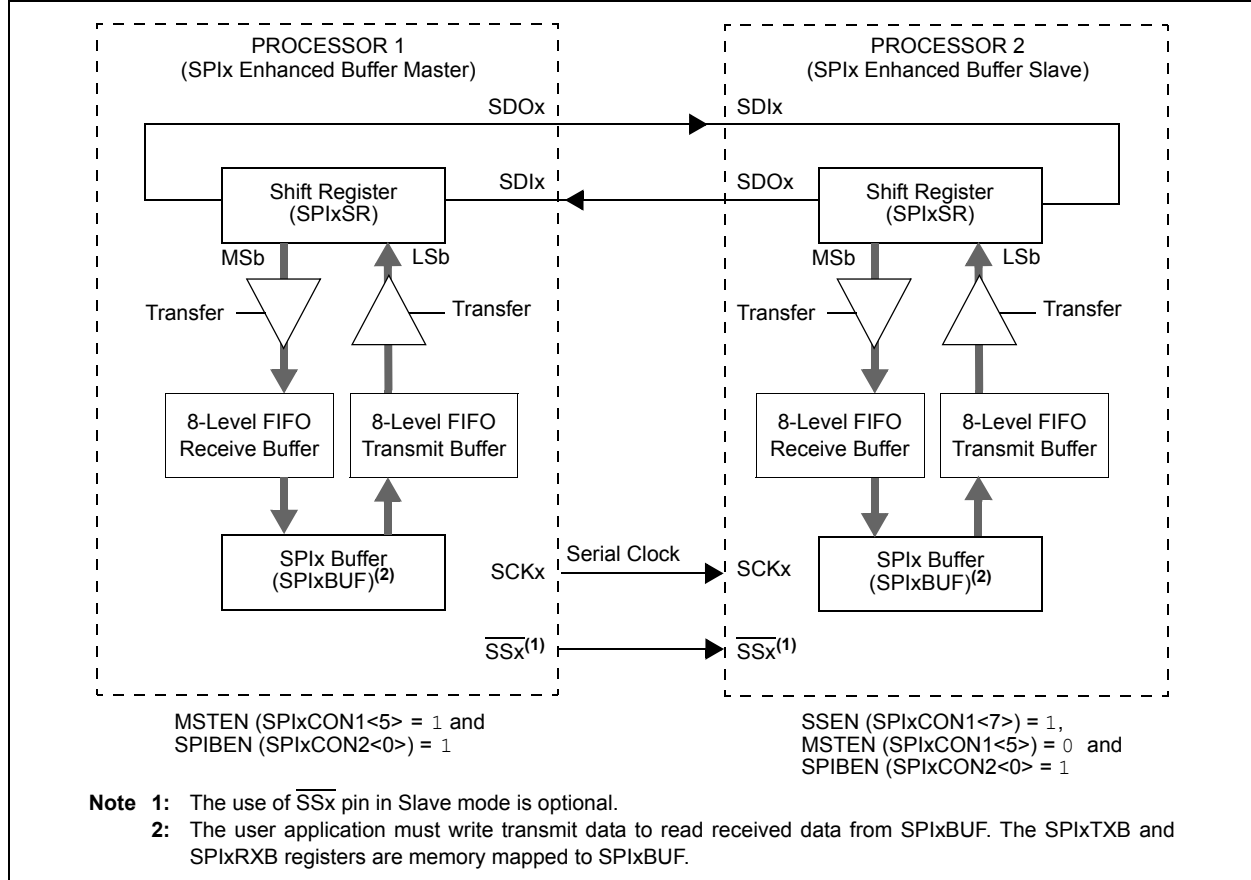 PROCESSOR 1
(SPIx Enhanced Buffer Master)
PROCESSOR 2
(SPIx Enhanced Buffer Slave)
SDOx
SDIx
Shift Register
(SPIxSR)
SDIx
SDOx
Shift Register
(SPIxSR)
MSb
LSb
MSb
LSb
Transfer
Transfer
Transfer
Transfer
8-Level FIFO
Receive Buffer
8-Level FIFO
Transmit Buffer
8-Level FIFO
Receive Buffer
8-Level FIFO
Transmit Buffer
SPIx Buffer
(SPIxBUF)(2)
SCKx
Serial Clock
SCKx
SPIx Buffer
(SPIxBUF)(2)
SSx(1)
SSx(1)
MSTEN (SPIxCON1<5> = 1 and
SPIBEN (SPIxCON2<0>) = 1
SSEN (SPIxCON1<7>) = 1,
MSTEN (SPIxCON1<5>) = 0 and
SPIBEN (SPIxCON2<0> = 1
Note 1: The use of SSx pin in Slave mode is optional.
2: The user application must write transmit data to read received data from SPIxBUF. The SPIxTXB and
SPIxRXB registers are memory mapped to SPIxBUF.